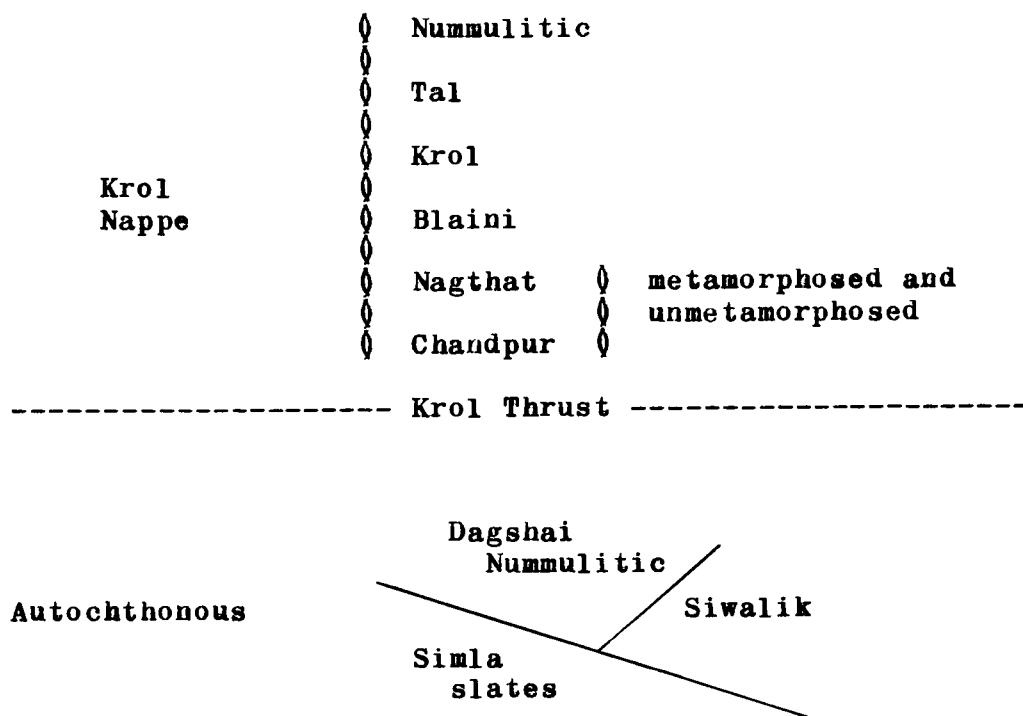 Nummulitic
Tal
Krol
Krol
Nappe
Blaini
Nagthat
metamorphosed and
unmetamorphosed
Chandpur
-------------------- Krol Thrust ---------------------
Dagshai
Nummulitic
Autochthonous
Siwalik
Simla
slates